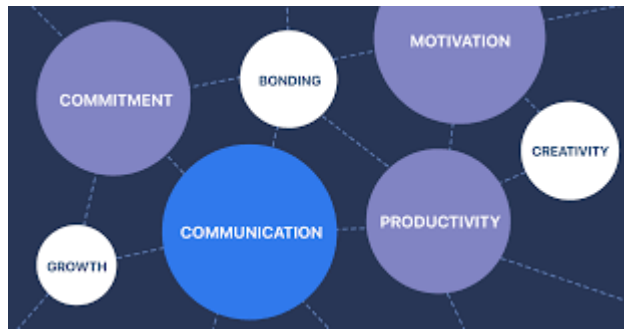 MOTIVATION
BONDING
COMMITMENT
CREATIVITY
PRODUCTIVITY
COMMUNICATION
GROWTH